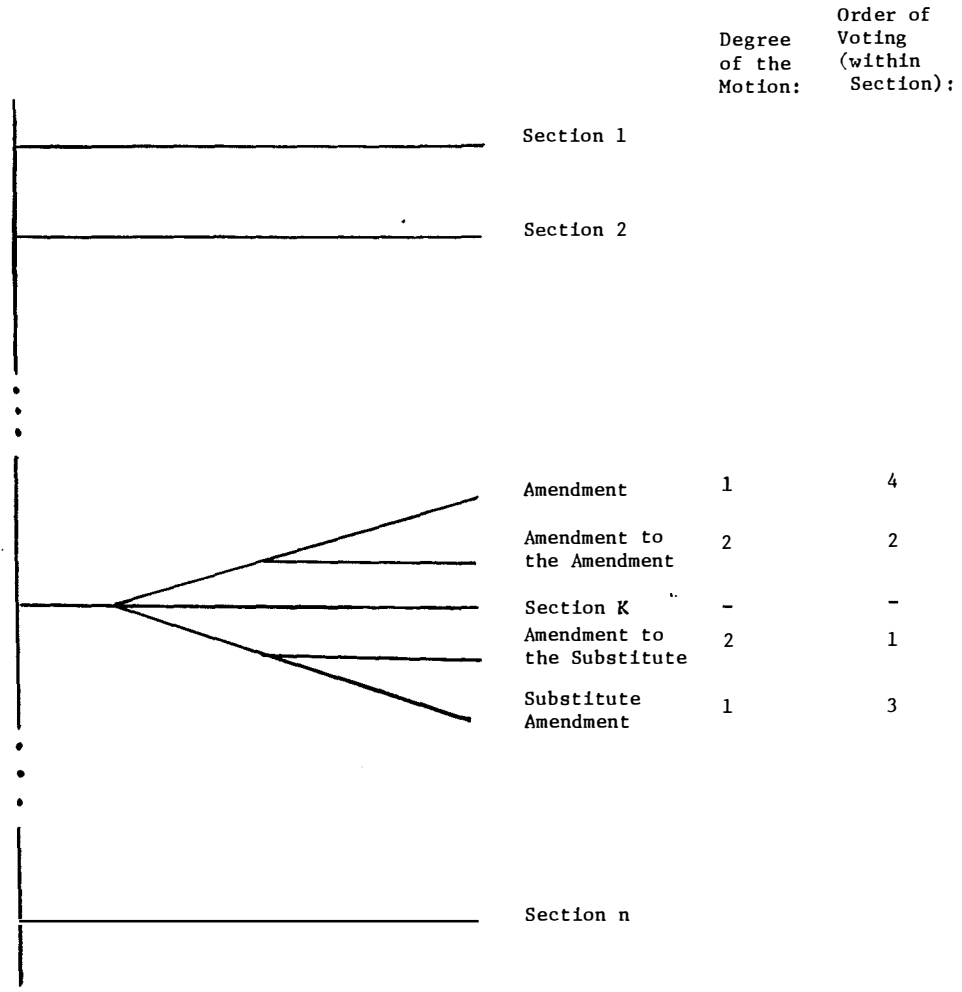 Degree
of the
Motion:
Order of
Voting
(within
Section):
Section 1
Section 2
Amendment 1 4
Amendment to
the Amendment 2 2
Section K - -
Amendment to
the Substitute 2 1
Substitute
Amendment 1 3
Section n